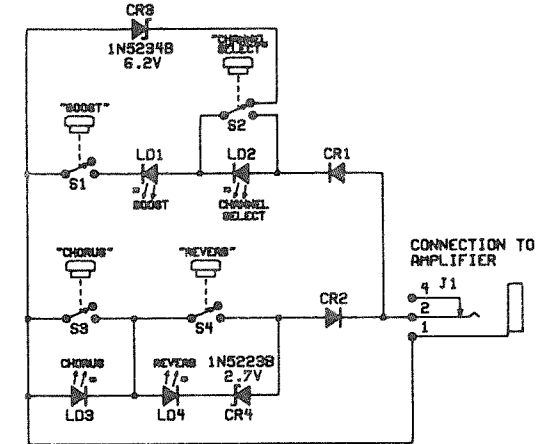 CR3
1N5234B
6.2V
"CHANNEL
SELECT"
"BOOST"
S2
S1
LD1
LD2
CR1
BOOST
CHANNEL
SELECT
"CHORUS"
"REVERB"
CONNECTION TO
AMPLIFIER
J1
4
2
1
CR2
S3
S4
CHORUS
REVERB
1N5223B
2.7V
LD3
LD4
CR4